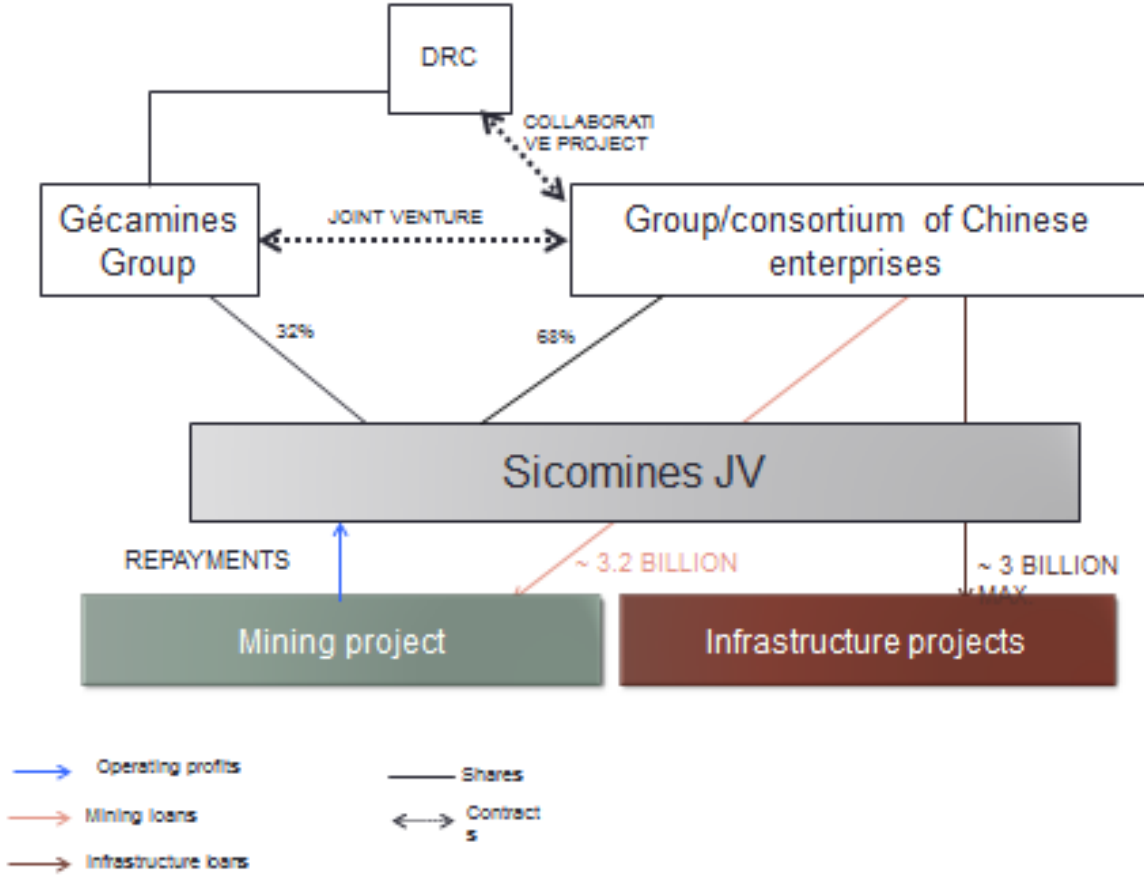 DRC
COLLABORATI
VE PROJECT
Gécamines
Group
JOINT VENTURE
Group/consortium of Chinese
enterprises
32%
68%
Sicomines JV
REPAYMENTS
~ 3.2 BILLION
~ 3 BILLION
MAX.
Mining project
Infrastructure projects
Operating profits
Shares
Mining loans
Contract
s
Infrastructure loans